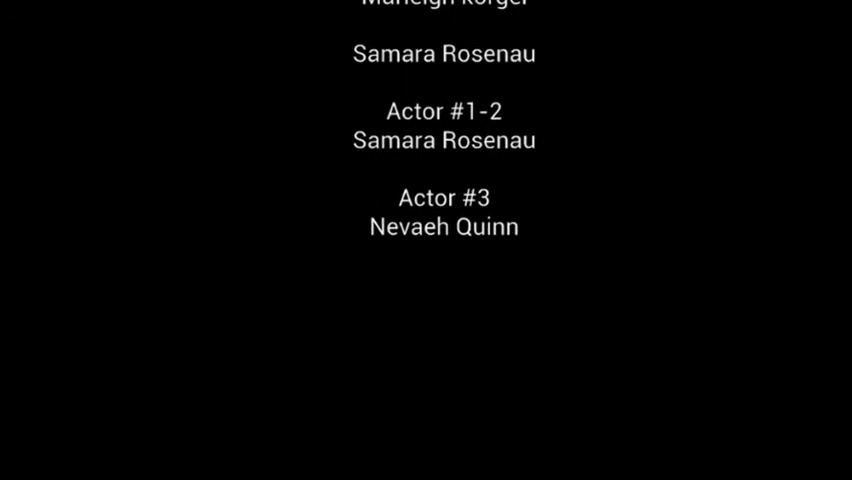 Samara Rosenau
Actor #1-2
Samara Rosenau
Actor #3
Nevaeh Quinn